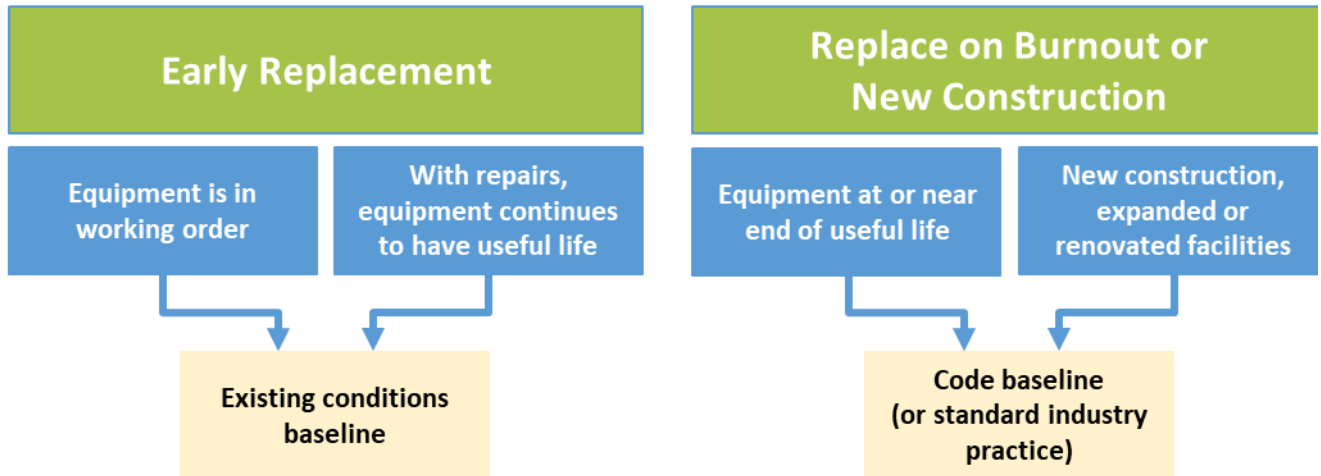 Early Replacement
Equipment is in
working order
With repairs,
equipment continues
to have useful life
Existing conditions
baseline
Replace on Burnout or
New Construction
Equipment at or near
end of useful life
New construction,
expanded or
renovated facilities
Code baseline
(or standard industry
practice)